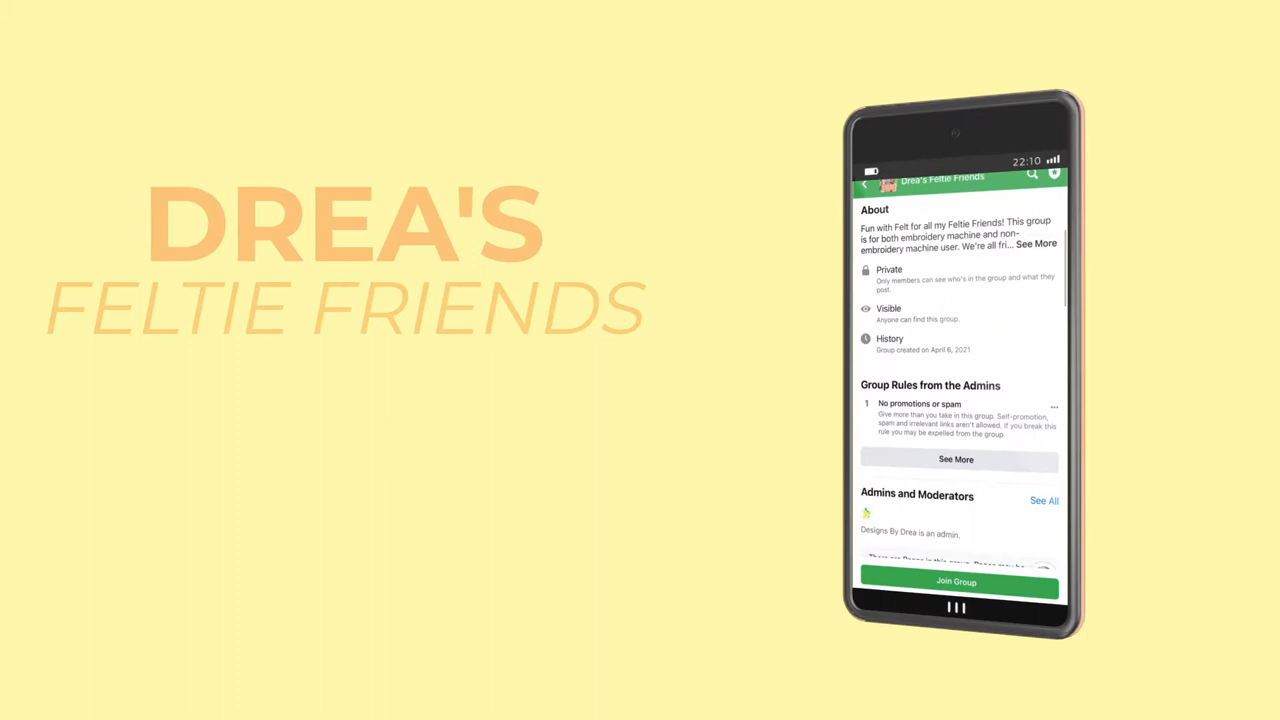 DREA'S
FELTIE FRIENDS
22:10
Drea's Feltie Friends
About
Fun with Felt for all my Feltie Friends! This group
is for both embroidery machine and non-
embroidery machine user. We're all fri... See More
Private
Only members can see who's in the group and what they
post.
Visible
Anyone can find this group.
History
Group created on April 6, 2021
Group Rules from the Admins
1 No promotions or spam
Give more than you take in this group. Self-promotion,
spam and irrelevant links aren't allowed. If you break this
rule you may be expelled from the group.
See More
Admins and Moderators
See All
Designs By Drea is an admin.
Join Group